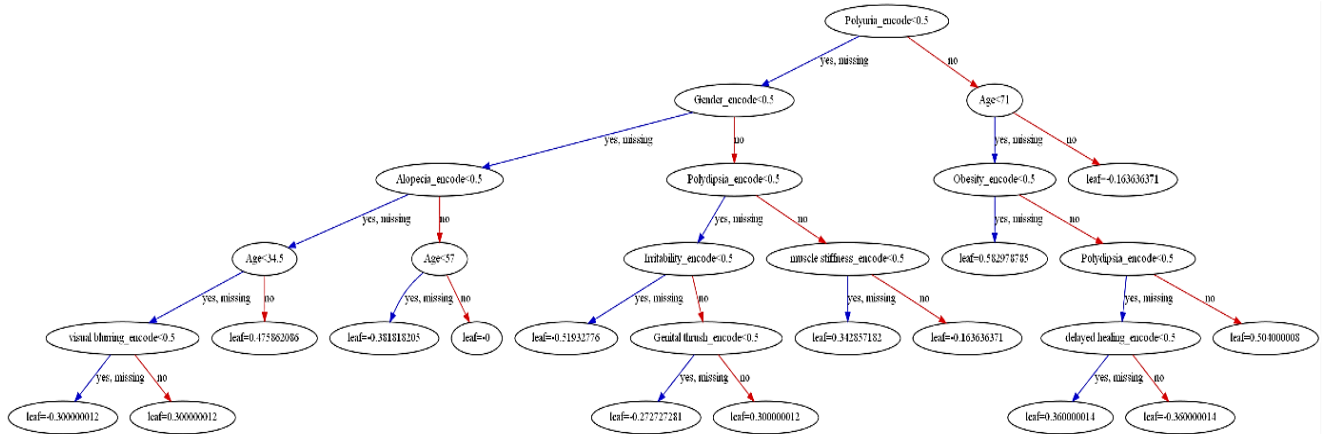 Polyuria_encode<0.5
yes, missing
no
Gender_encode<0.5
Age<71
yes, missing
no
yes, missing
no
Alopecia_encode<0.5
Polydipsia_encode<0.5
Obesity_encode<0.5
leaf=-0.163636371
yes, missing
no
yes, missing
no
yes, missing
no
Age<34.5
Age<57
Irritability_encode<0.5
muscle stiffness_encode<0.5
leaf=0.582978785
Polydipsia_encode<0.5
yes, missing
no
yes, missing
no
yes, missing
no
yes, missing
no
yes, missing
no
visual blurring_encode<0.5
leaf=0.475862086
leaf=-0.381818205
leaf=-0
leaf=-0.51932776
Genital thrush_encode<0.5
leaf=0.342857182
leaf=-0.163636371
delayed healing_encode<0.5
leaf=0.504000008
yes, missing
no
yes, missing
no
yes, missing
no
leaf=-0.300000012
leaf=0.300000012
leaf=-0.272727281
leaf=0.300000012
leaf=0.360000014
leaf=-0.360000014